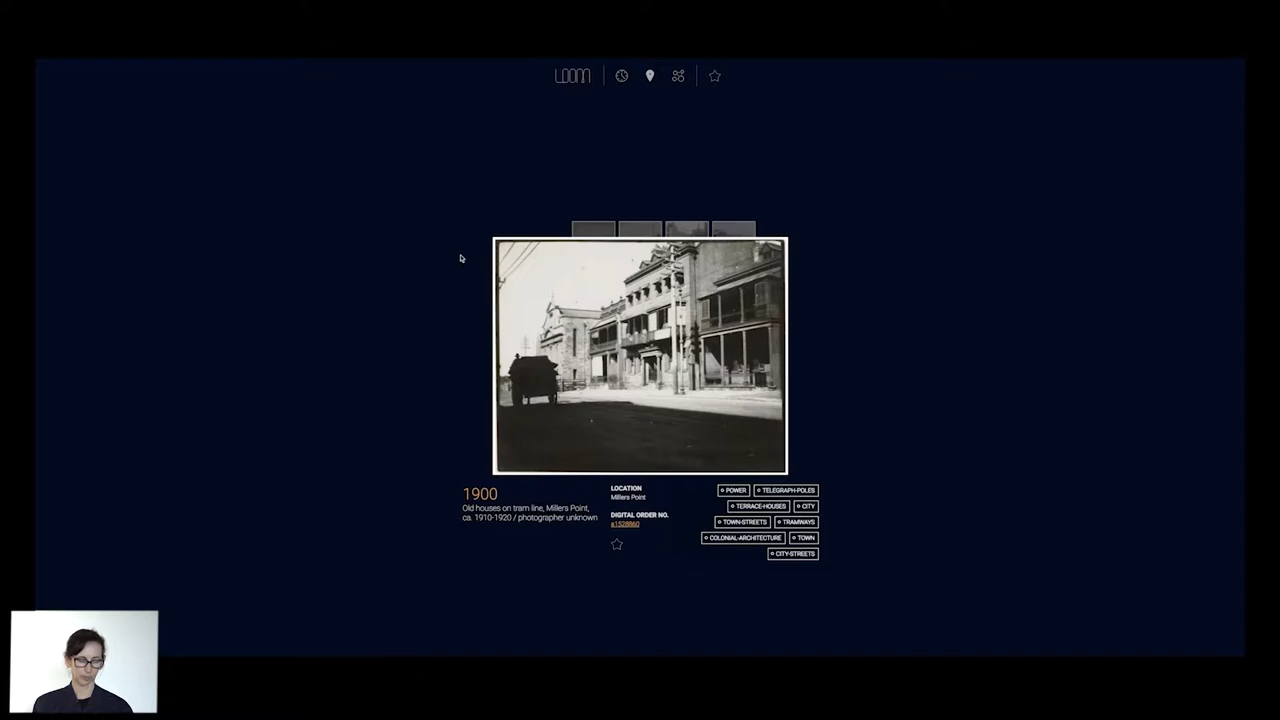 LOOM
1900
Old houses on tram line, Millers Point,
ca. 1910-1920 / photographer unknown
LOCATION
Millers Point
DIGITAL ORDER NO.
a1528860
POWER TELEGRAPH-POLES
TERRACE-HOUSES CITY
TOWN-STREETS TRAMWAYS
COLONIAL-ARCHITECTURE TOWN
CITY-STREETS